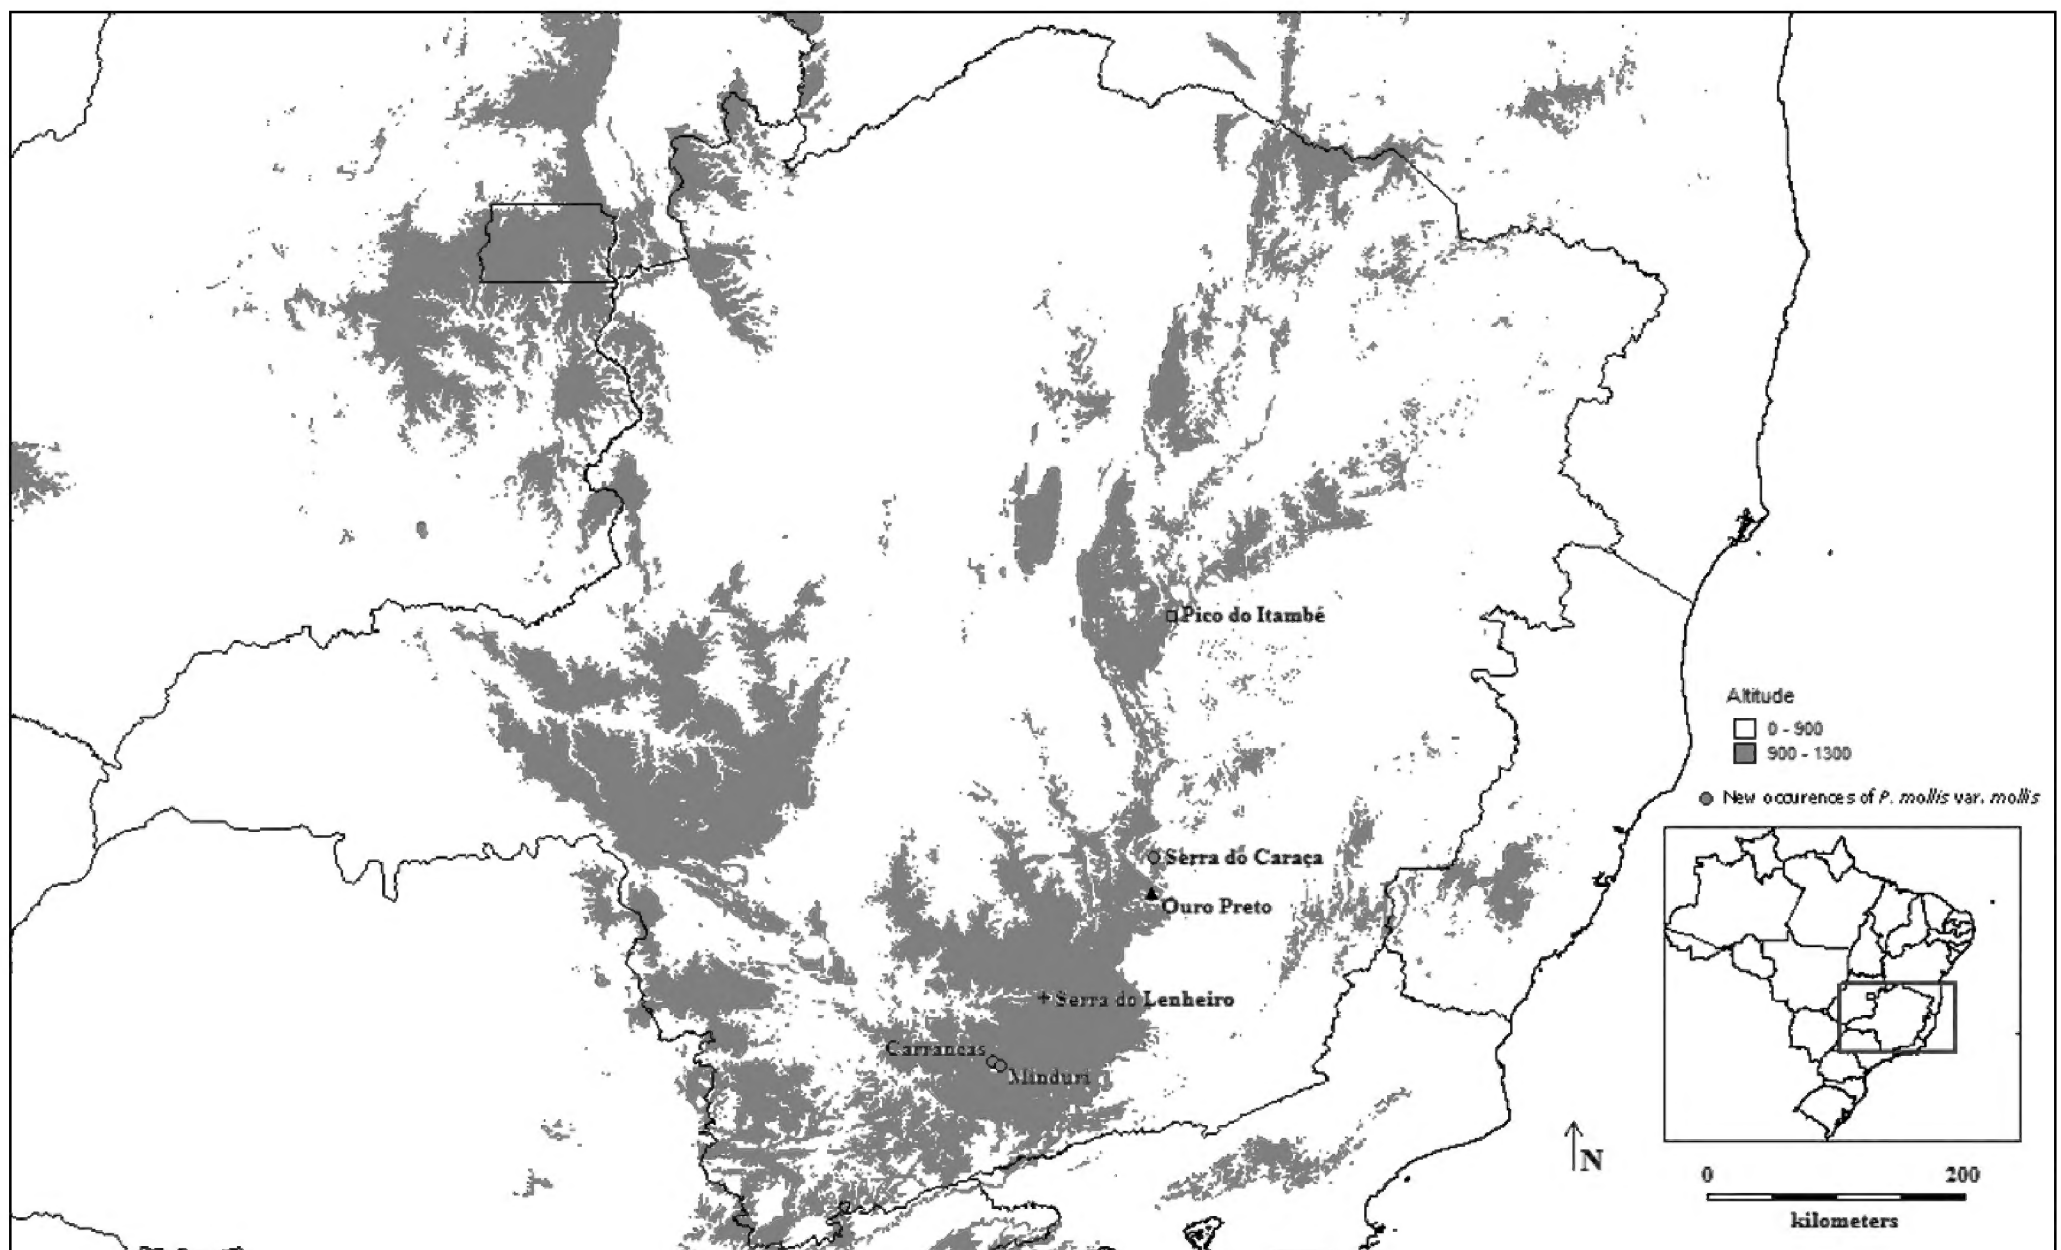 Pico do Itambé
Altitude
0 - 900
900 - 1300
New occurences of P. mollis var. mollis
Serra do Caraça
Ouro Preto
Serra do Lenheiro
Carrancas
Minduri
N
0 200
kilometers